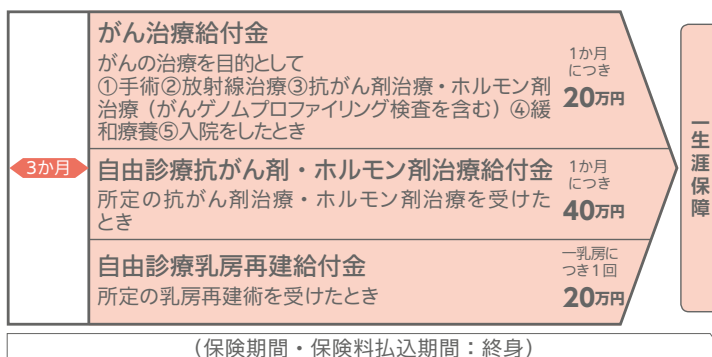 がん治療給付金
がんの治療を目的として
①手術②放射線治療③抗がん剤治療・ホルモン剤
治療（がんゲノムプロファイリング検査を含む）④緩
和療養⑤入院をしたとき
1か月
につき
20万円
3か月
自由診療抗がん剤・ホルモン剤治療給付金
所定の抗がん剤治療・ホルモン剤治療を受けた
とき
1か月
につき
40万円
自由診療乳房再建給付金
所定の乳房再建術を受けたとき
一乳房に
つき1回
20万円
一生涯保障
（保険期間・保険料払込期間：終身）